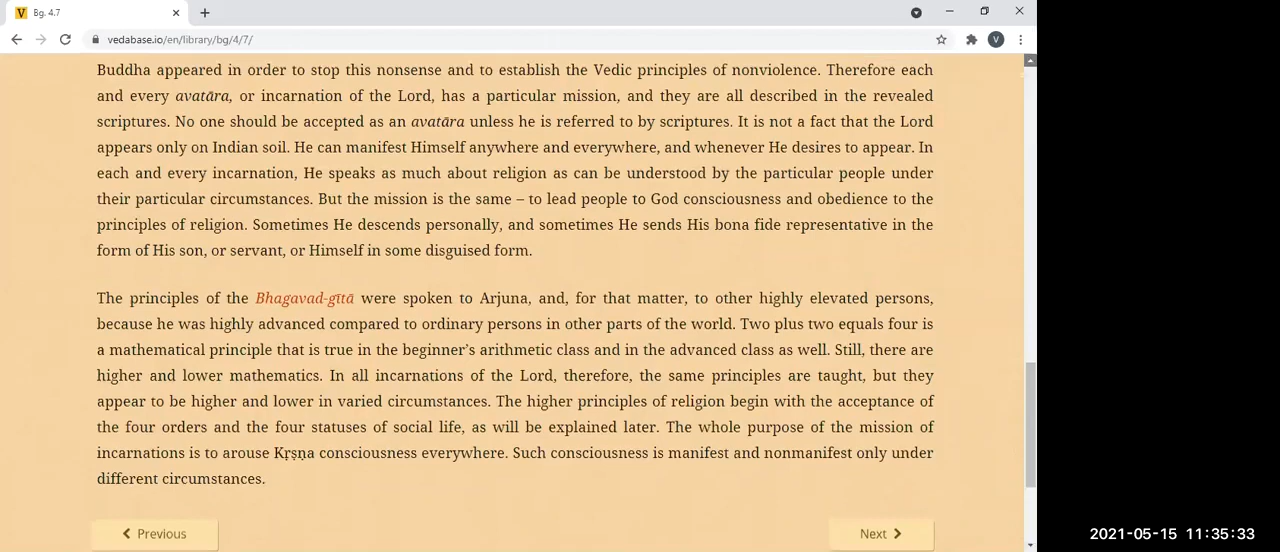 Bg. 4.7
vedabase.io/en/library/bg/4/7/
V
Buddha appeared in order to stop this nonsense and to establish the Vedic principles of nonviolence. Therefore each
and every avatāra, or incarnation of the Lord, has a particular mission, and they are all described in the revealed
scriptures. No one should be accepted as an avatāra unless he is referred to by scriptures. It is not a fact that the Lord
appears only on Indian soil. He can manifest Himself anywhere and everywhere, and whenever He desires to appear. In
each and every incarnation, He speaks as much about religion as can be understood by the particular people under
their particular circumstances. But the mission is the same – to lead people to God consciousness and obedience to the
principles of religion. Sometimes He descends personally, and sometimes He sends His bona fide representative in the
form of His son, or servant, or Himself in some disguised form.
The principles of the Bhagavad-gītā were spoken to Arjuna, and, for that matter, to other highly elevated persons,
because he was highly advanced compared to ordinary persons in other parts of the world. Two plus two equals four is
a mathematical principle that is true in the beginner’s arithmetic class and in the advanced class as well. Still, there are
higher and lower mathematics. In all incarnations of the Lord, therefore, the same principles are taught, but they
appear to be higher and lower in varied circumstances. The higher principles of religion begin with the acceptance of
the four orders and the four statuses of social life, as will be explained later. The whole purpose of the mission of
incarnations is to arouse Kṛṣṇa consciousness everywhere. Such consciousness is manifest and nonmanifest only under
different circumstances.
Previous
Next
2021-05-15 11:35:33